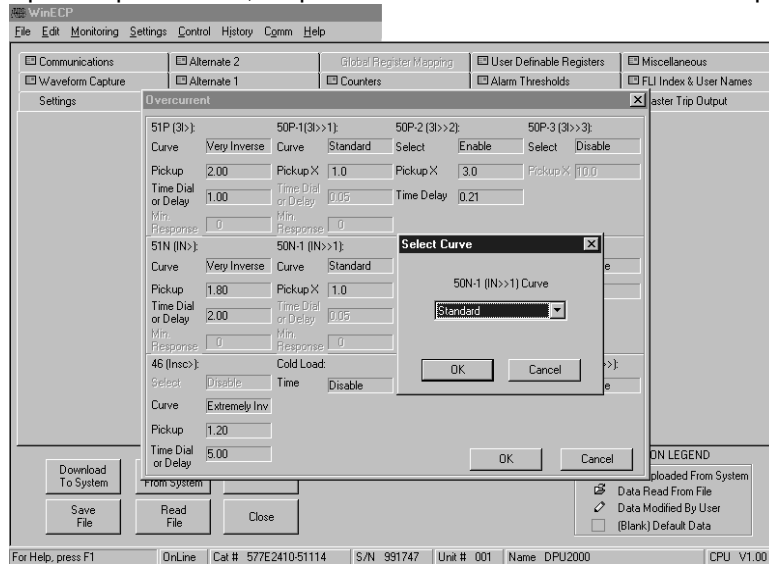 WinECP
File Edit Monitoring Settings Control History Comm Help
Communications Alternate 2 Global Register Mapping User Definable Registers Miscellaneous
Waveform Capture Alternate 1 Counters Alarm Thresholds FLI Index & User Names
Settings aster Trip Output
Overcurrent
51P (3I>): 50P-1(3I>>1): 50P-2 (3I>>2): 50P-3 (3I>>3):
Curve Very Inverse Curve Standard Select Enable Select Disable
Pickup 2.00 Pickup X 1.0 Pickup X 3.0 Pickup X 10.0
Time Dial or Delay 1.00 Time Dial or Delay 0.05 Time Delay 0.21
Min. Response 0 Min. Response 0
51N (IN>): 50N-1 (IN>>1):
Curve Very Inverse Curve Standard e
Pickup 1.80 Pickup X 1.0
Time Dial or Delay 2.00 Time Dial or Delay 0.05
Min. Response 0 Min. Response 0
Select Curve
50N-1 (IN>>1) Curve
Standard
OK Cancel
46 (Insc>): Cold Load: >):
Select Disable Time Disable e
Curve Extremely Inv
Pickup 1.20
Time Dial or Delay 5.00
OK Cancel
Download To System From System
Save File Read File Close
ON LEGEND
ploaded From System
Data Read From File
Data Modified By User
(Blank) Default Data
For Help, press F1 OnLine Cat # 577E2410-51114 S/N 991747 Unit # 001 Name DPU2000 CPU V1.00